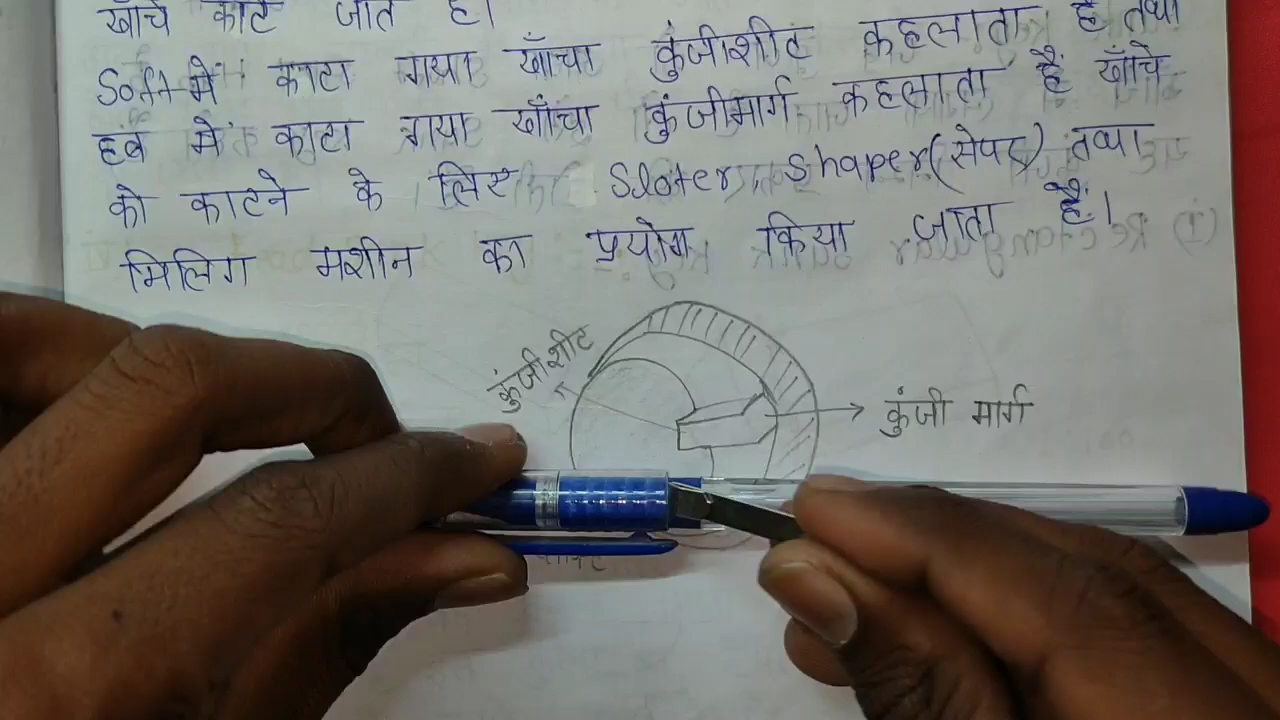 खाँचे काटे जाते है।
Soft में काटा गया खाँचा कुंजीशीट कहलाता है तथा
हब में काटा गया खाँचा कुंजीमार्ग कहलाता हैं खाँचे
को काटने के लिए Sloter shaper(सेपर) तथा
मिलिग मशीन का प्रयोग किया जाता हैं।
कुंजी शीट
कुंजी मार्ग